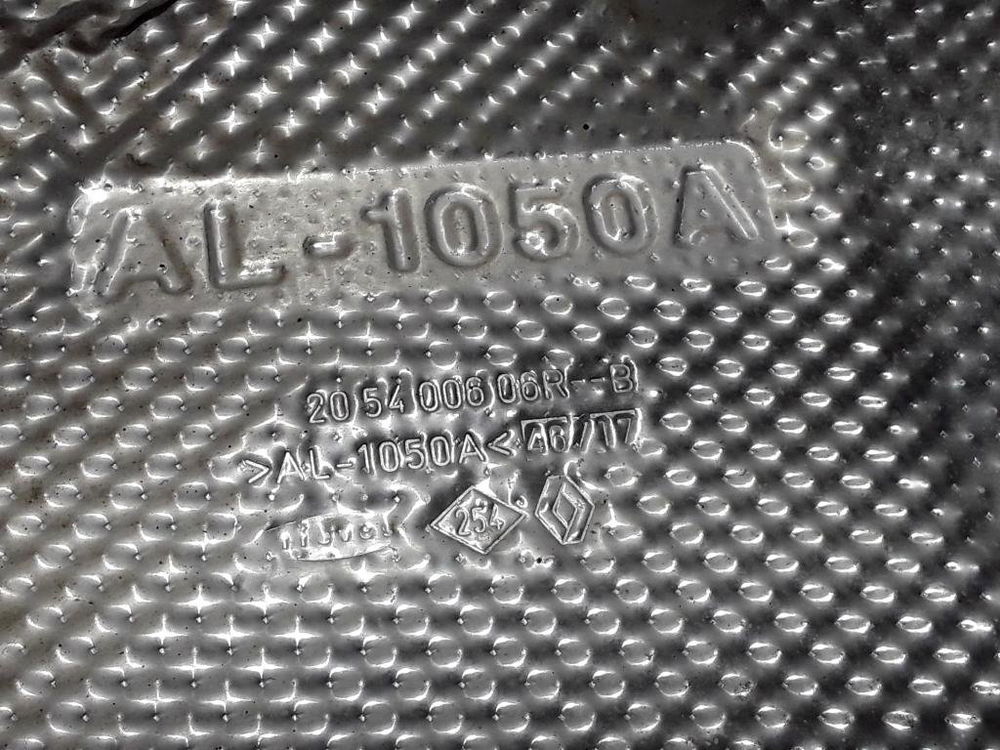 AL-1050A
20 54 006 06R--B
>AL-1050A< 46/17
254